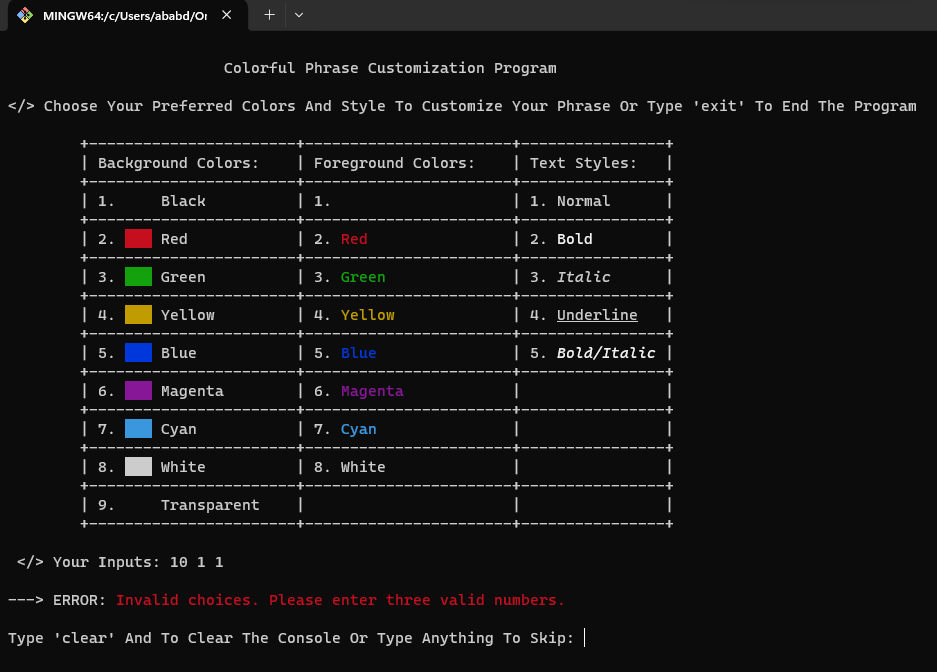 MINGW64:/c/Users/ababd/Or
Colorful Phrase Customization Program
</> Choose Your Preferred Colors And Style To Customize Your Phrase Or Type 'exit' To End The Program
+-----------------------+-----------------------+----------------+
| Background Colors: | Foreground Colors: | Text Styles: |
+-----------------------+-----------------------+----------------+
| 1. Black | 1. | 1. Normal |
+-----------------------+-----------------------+----------------+
| 2. Red | 2. Red | 2. Bold |
+-----------------------+-----------------------+----------------+
| 3. Green | 3. Green | 3. Italic |
+-----------------------+-----------------------+----------------+
| 4. Yellow | 4. Yellow | 4. Underline |
+-----------------------+-----------------------+----------------+
| 5. Blue | 5. Blue | 5. Bold/Italic |
+-----------------------+-----------------------+----------------+
| 6. Magenta | 6. Magenta | |
+-----------------------+-----------------------+----------------+
| 7. Cyan | 7. Cyan | |
+-----------------------+-----------------------+----------------+
| 8. White | 8. White | |
+-----------------------+-----------------------+----------------+
| 9. Transparent | | |
+-----------------------+-----------------------+----------------+
</> Your Inputs: 10 1 1
---> ERROR: Invalid choices. Please enter three valid numbers.
Type 'clear' And To Clear The Console Or Type Anything To Skip: